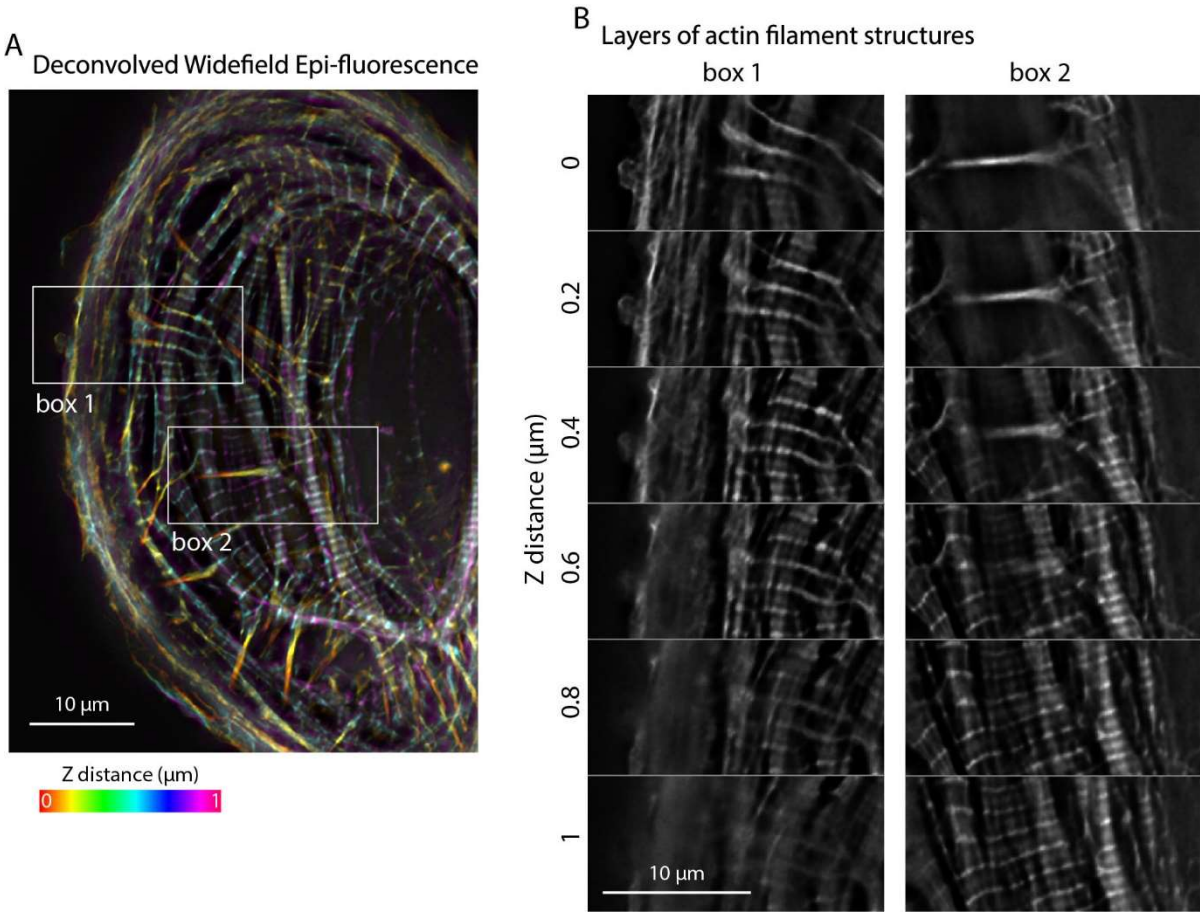 A
Deconvolved Widefield Epi-fluorescence
box 1
box 2
10 µm
Z distance (µm)
0 1
B
Layers of actin filament structures
box 1 box 2
Z distance (µm)
0
0.2
0.4
0.6
0.8
1
10 µm